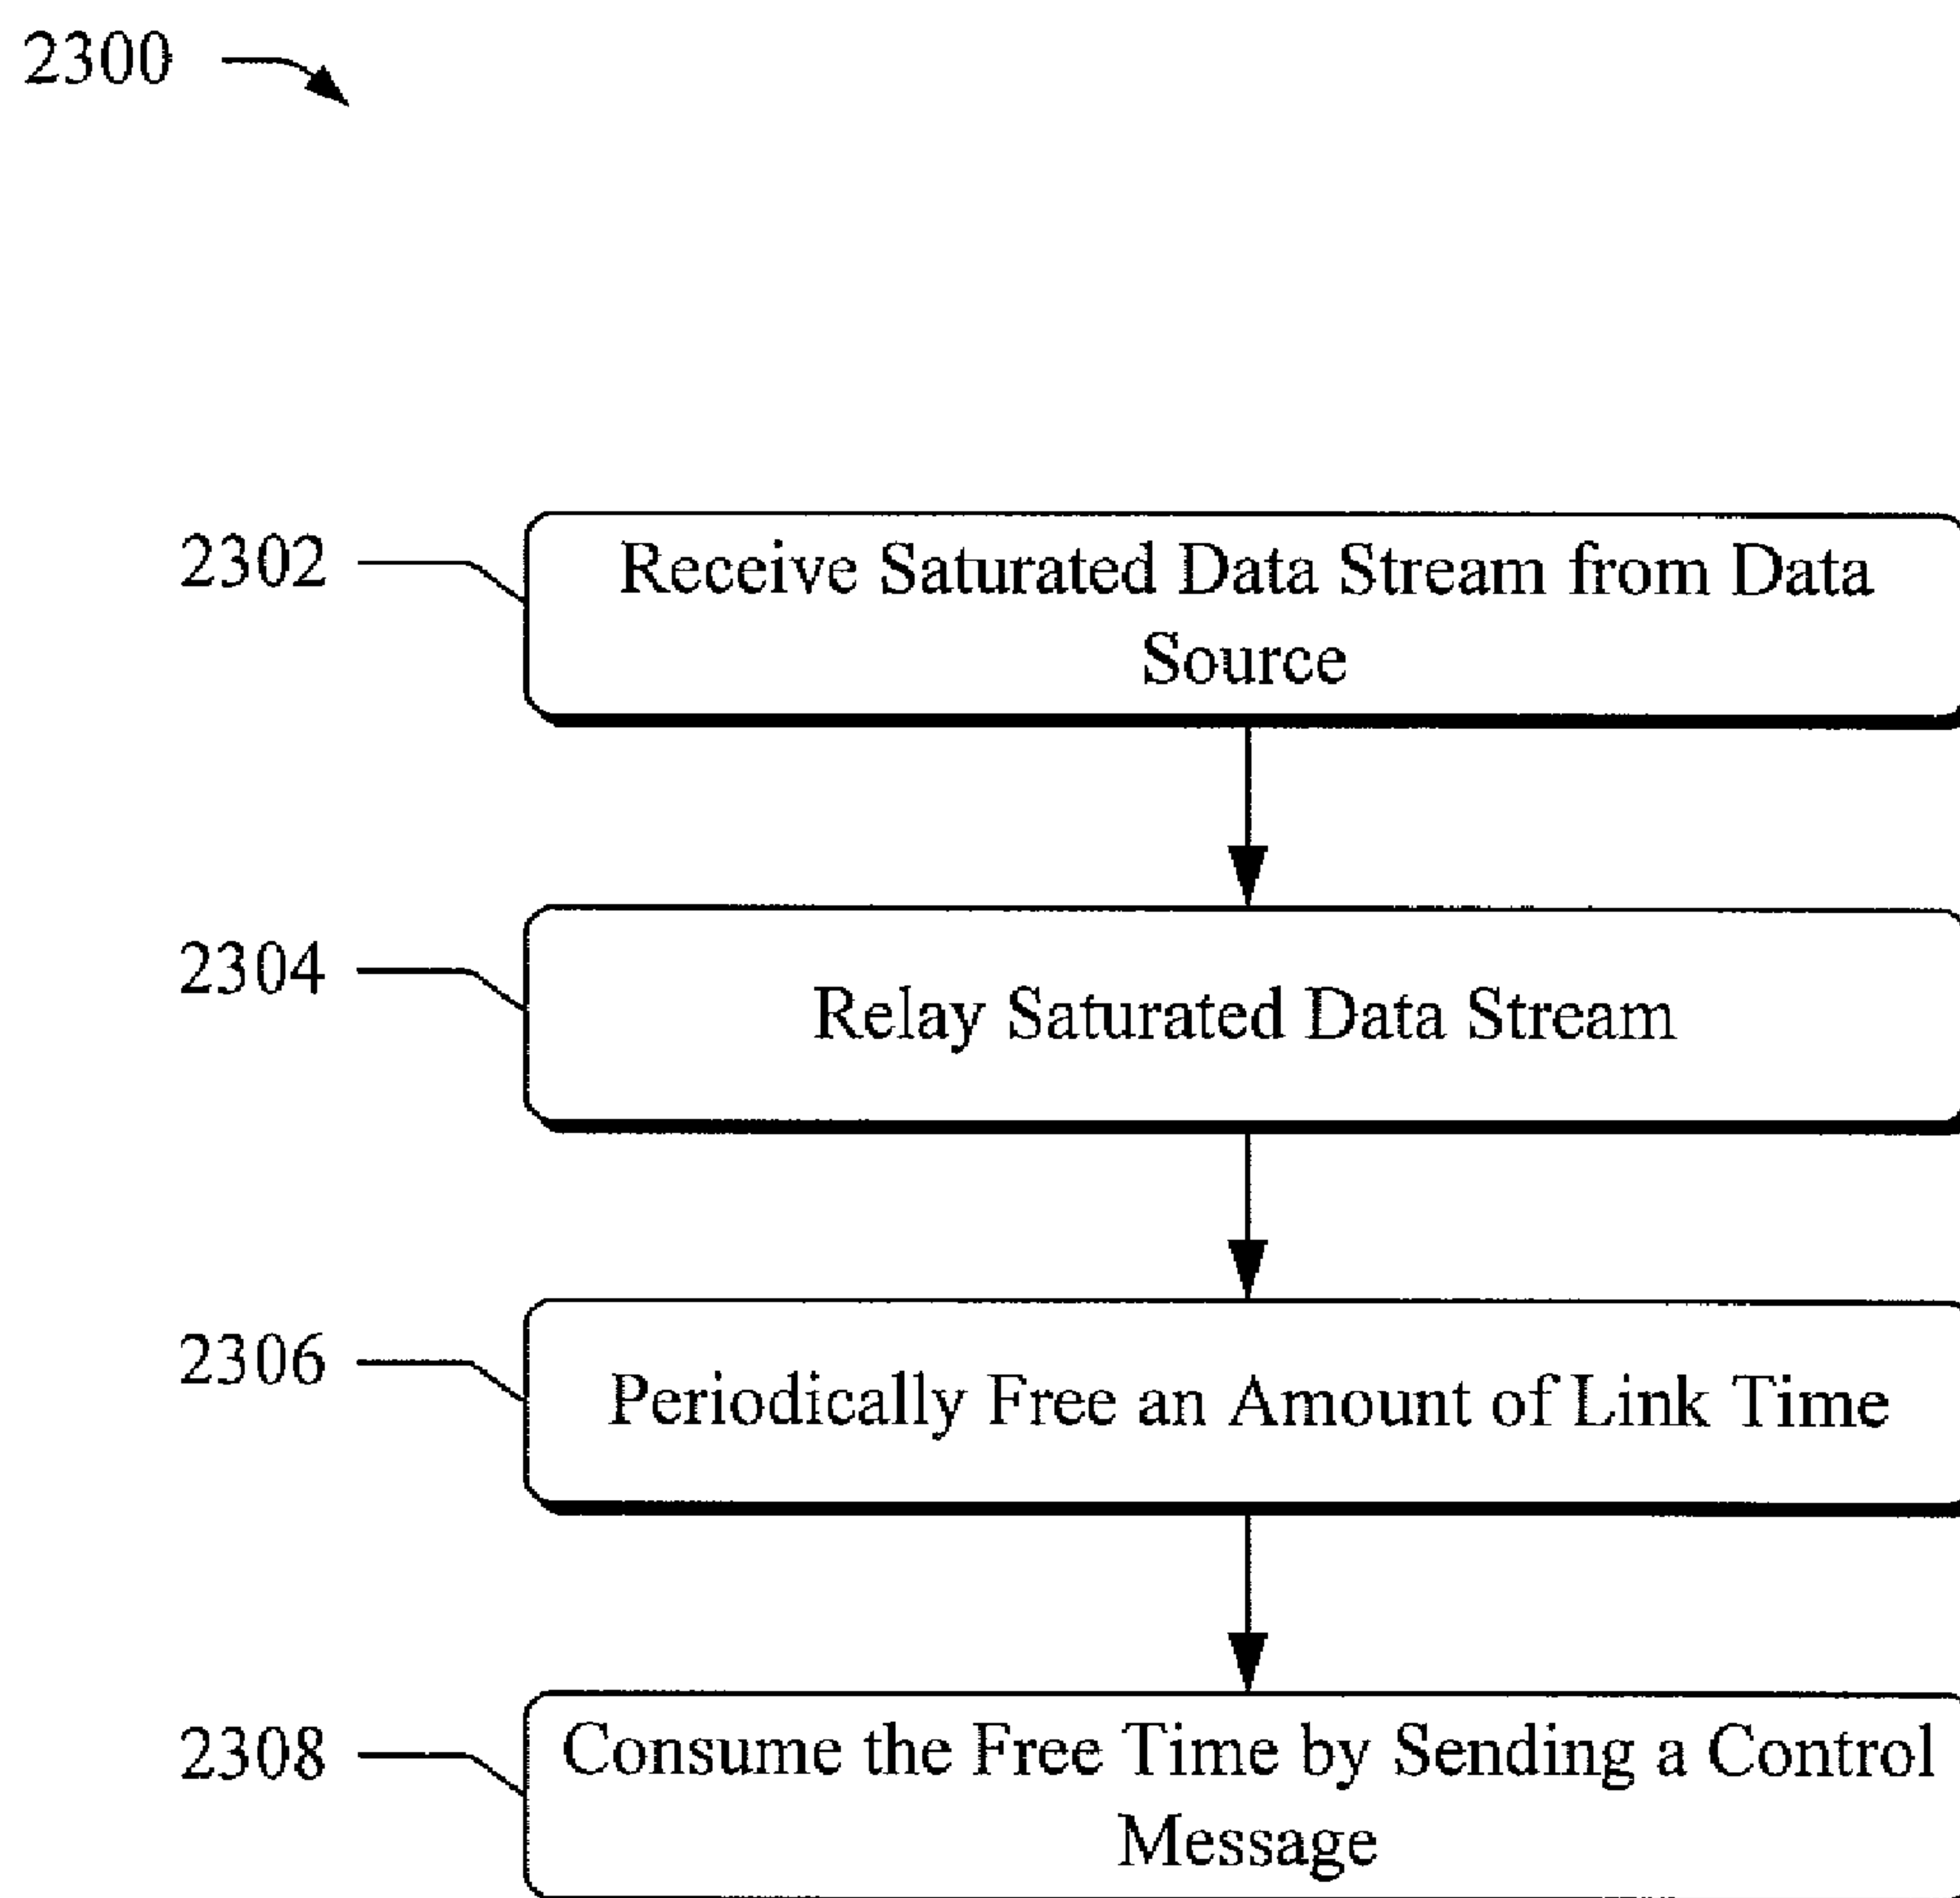 2300
2302
Receive Saturated Data Stream from Data
Source
2304
Relay Saturated Data Stream
2306
Periodically Free an Amount of Link Time
2308
Consume the Free Time by Sending a Control
Message